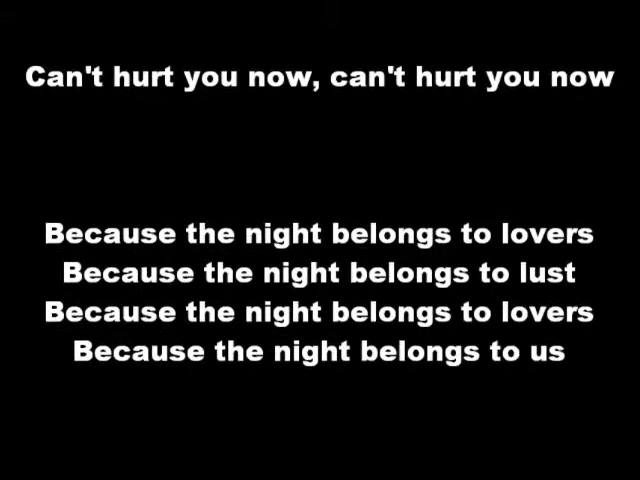 Can't hurt you now, can't hurt you now
Because the night belongs to lovers
Because the night belongs to lust
Because the night belongs to lovers
Because the night belongs to us